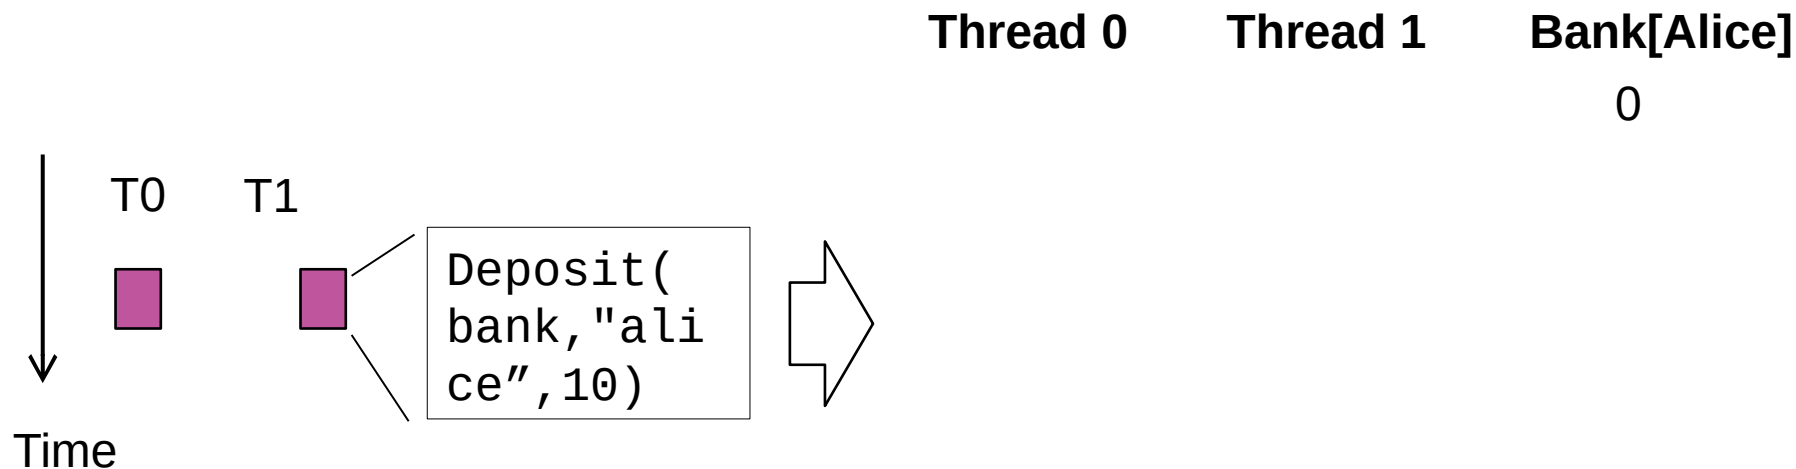 Thread 0 Thread 1 Bank[Alice]
0
T0 T1
Deposit(
bank,"ali
ce”,10)
Time